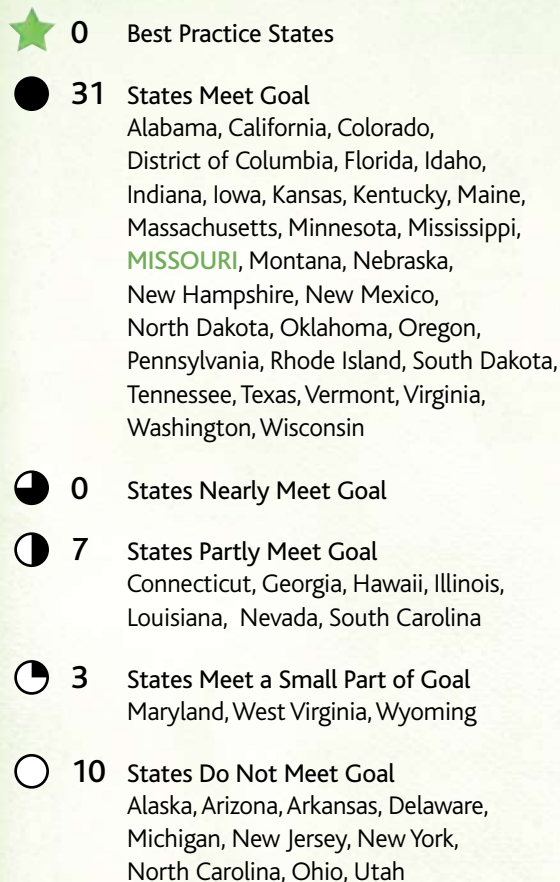 0 Best Practice States
31 States Meet Goal
Alabama, California, Colorado,
District of Columbia, Florida, Idaho,
Indiana, Iowa, Kansas, Kentucky, Maine,
Massachusetts, Minnesota, Mississippi,
MISSOURI, Montana, Nebraska,
New Hampshire, New Mexico,
North Dakota, Oklahoma, Oregon,
Pennsylvania, Rhode Island, South Dakota,
Tennessee, Texas, Vermont, Virginia,
Washington, Wisconsin
0 States Nearly Meet Goal
7 States Partly Meet Goal
Connecticut, Georgia, Hawaii, Illinois,
Louisiana, Nevada, South Carolina
3 States Meet a Small Part of Goal
Maryland, West Virginia, Wyoming
10 States Do Not Meet Goal
Alaska, Arizona, Arkansas, Delaware,
Michigan, New Jersey, New York,
North Carolina, Ohio, Utah